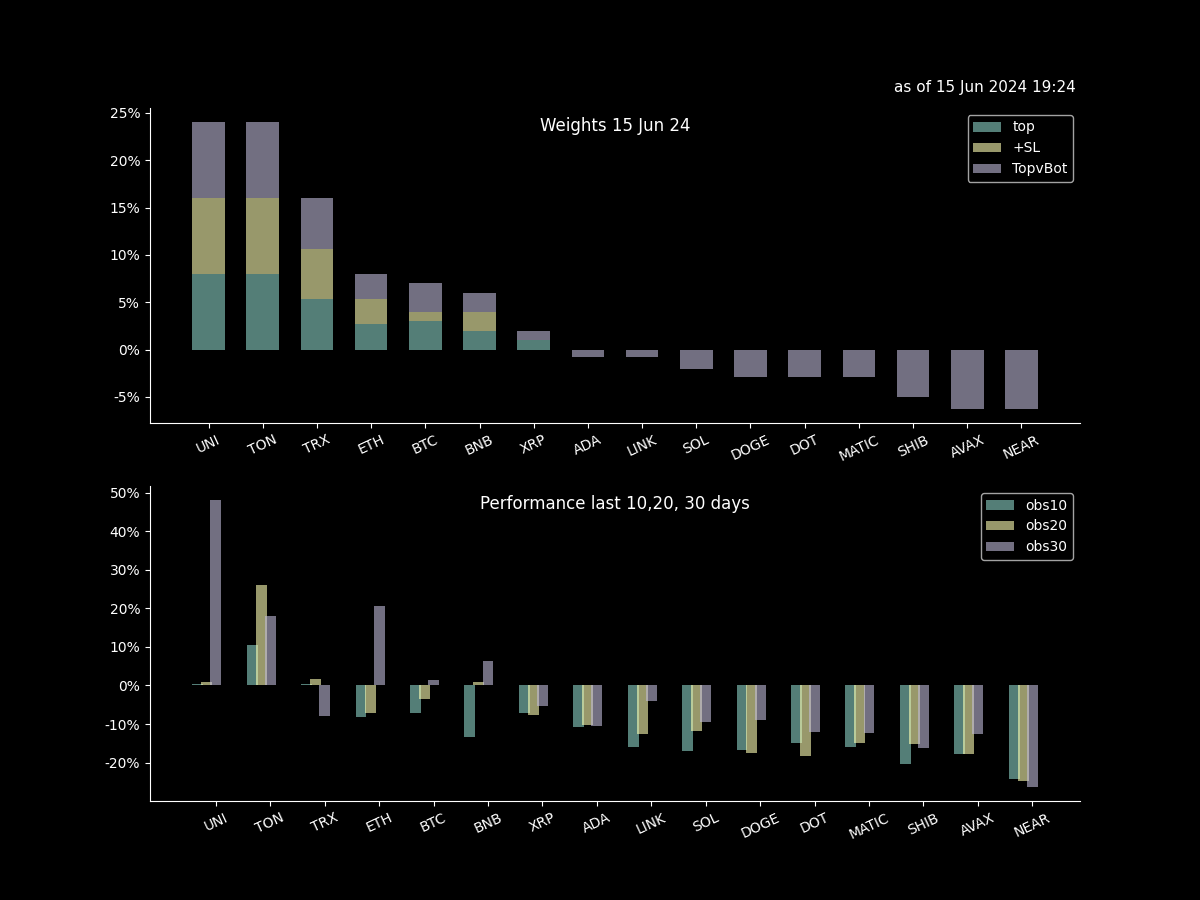 as of 15 Jun 2024 19:24
Weights 15 Jun 24
top
+SL
TopvBot
25%
20%
15%
10%
5%
0%
-5%
UNI TON TRX ETH BTC BNB XRP ADA LINK SOL DOGE DOT MATIC SHIB AVAX NEAR
Performance last 10,20, 30 days
obs10
obs20
obs30
50%
40%
30%
20%
10%
0%
-10%
-20%
UNI TON TRX ETH BTC BNB XRP ADA LINK SOL DOGE DOT MATIC SHIB AVAX NEAR